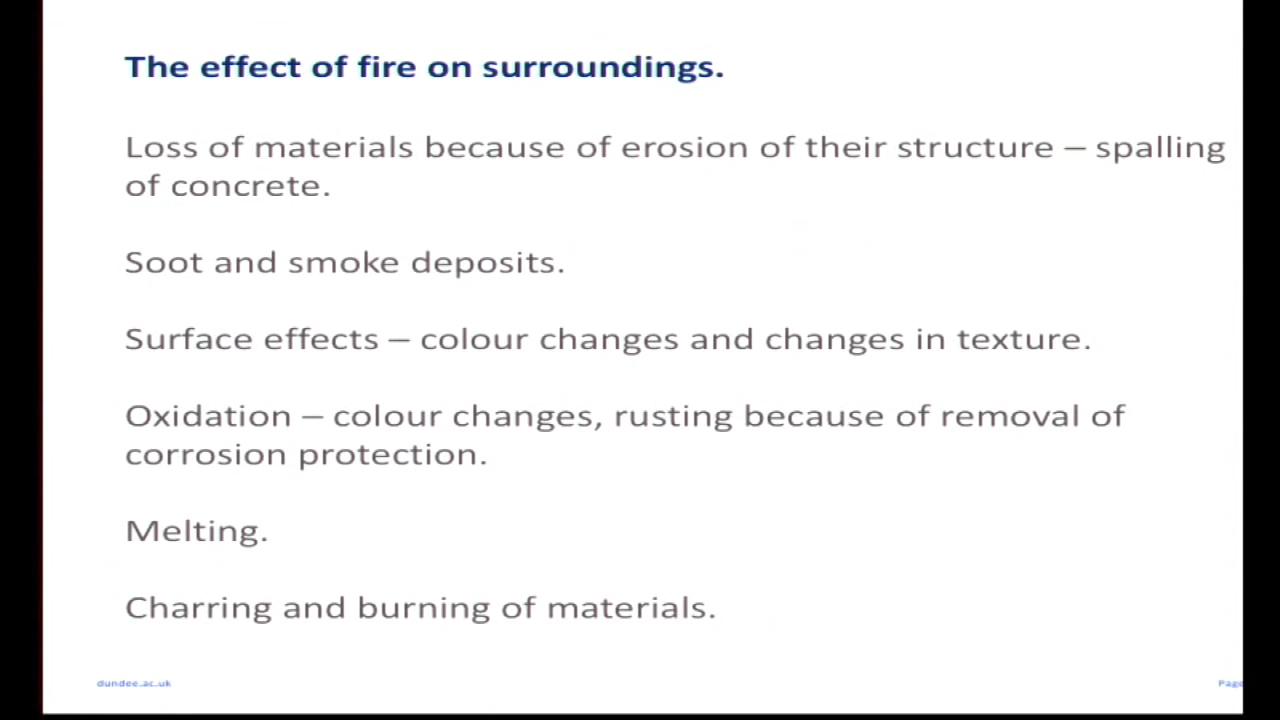 The effect of fire on surroundings.
Loss of materials because of erosion of their structure – spalling
of concrete.
Soot and smoke deposits.
Surface effects – colour changes and changes in texture.
Oxidation – colour changes, rusting because of removal of
corrosion protection.
Melting.
Charring and burning of materials.
dundee.ac.uk
Page